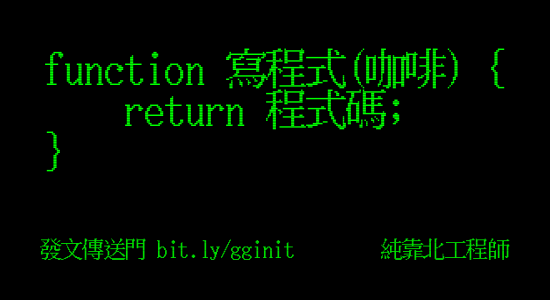 function 寫程式(咖啡) {
    return 程式碼;
}
發文傳送門 bit.ly/gginit 純靠北工程師